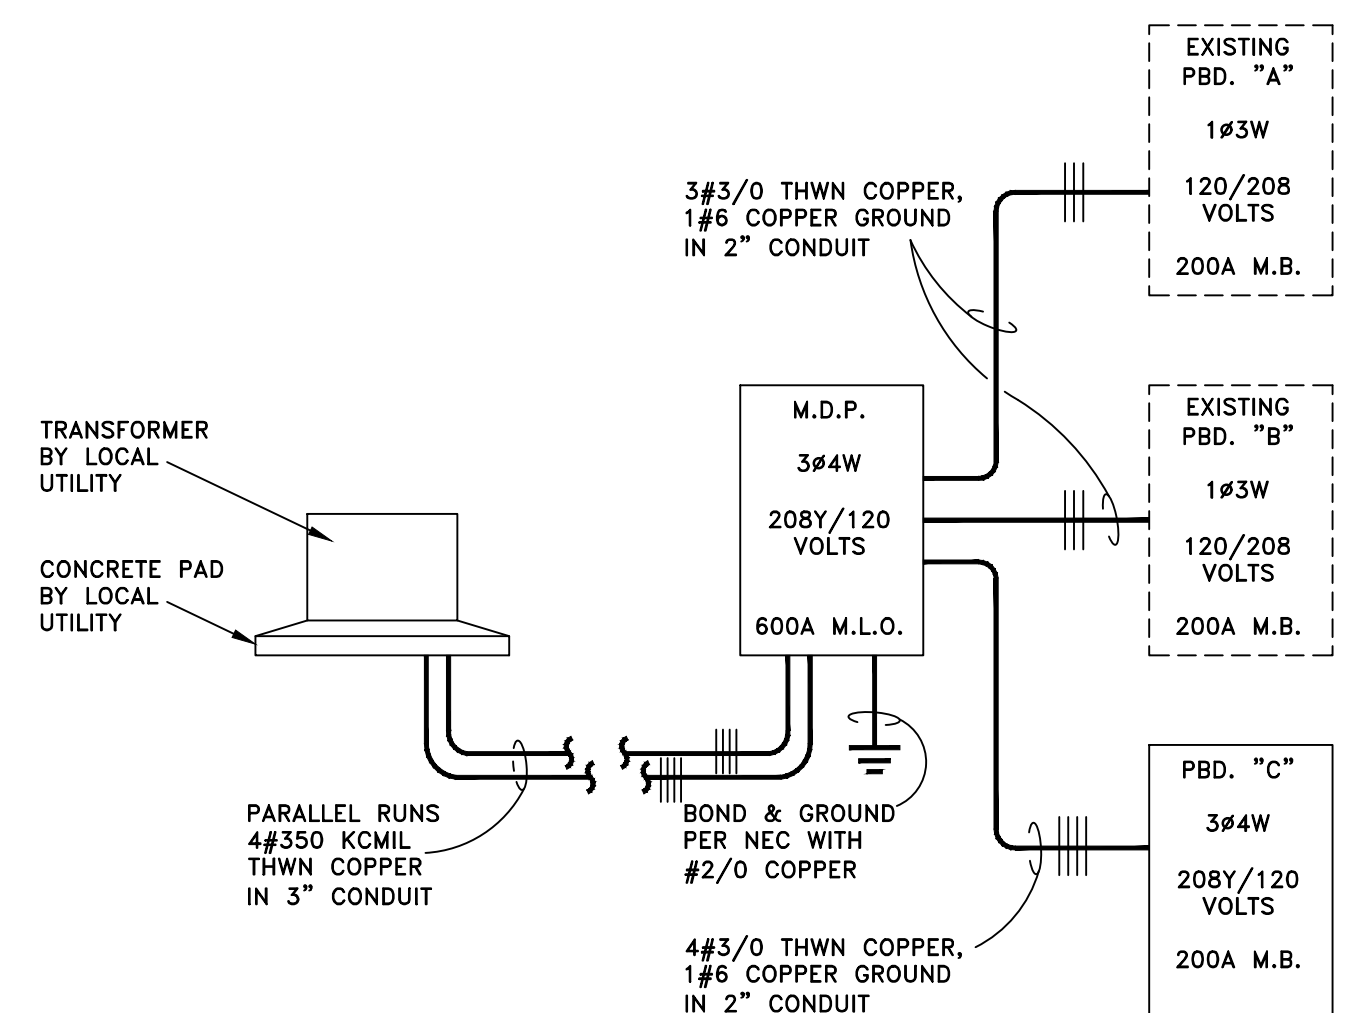 EXISTING
PBD. "A"
1ø3W
120/208
VOLTS
200A M.B.
3#3/0 THWN COPPER,
1#6 COPPER GROUND
IN 2" CONDUIT
TRANSFORMER
BY LOCAL
UTILITY
CONCRETE PAD
BY LOCAL
UTILITY
M.D.P.
3ø4W
208Y/120
VOLTS
600A M.L.O.
EXISTING
PBD. "B"
1ø3W
120/208
VOLTS
200A M.B.
PARALLEL RUNS
4#350 KCMIL
THWN COPPER
IN 3" CONDUIT
BOND & GROUND
PER NEC WITH
#2/0 COPPER
PBD. "C"
3ø4W
208Y/120
VOLTS
200A M.B.
4#3/0 THWN COPPER,
1#6 COPPER GROUND
IN 2" CONDUIT